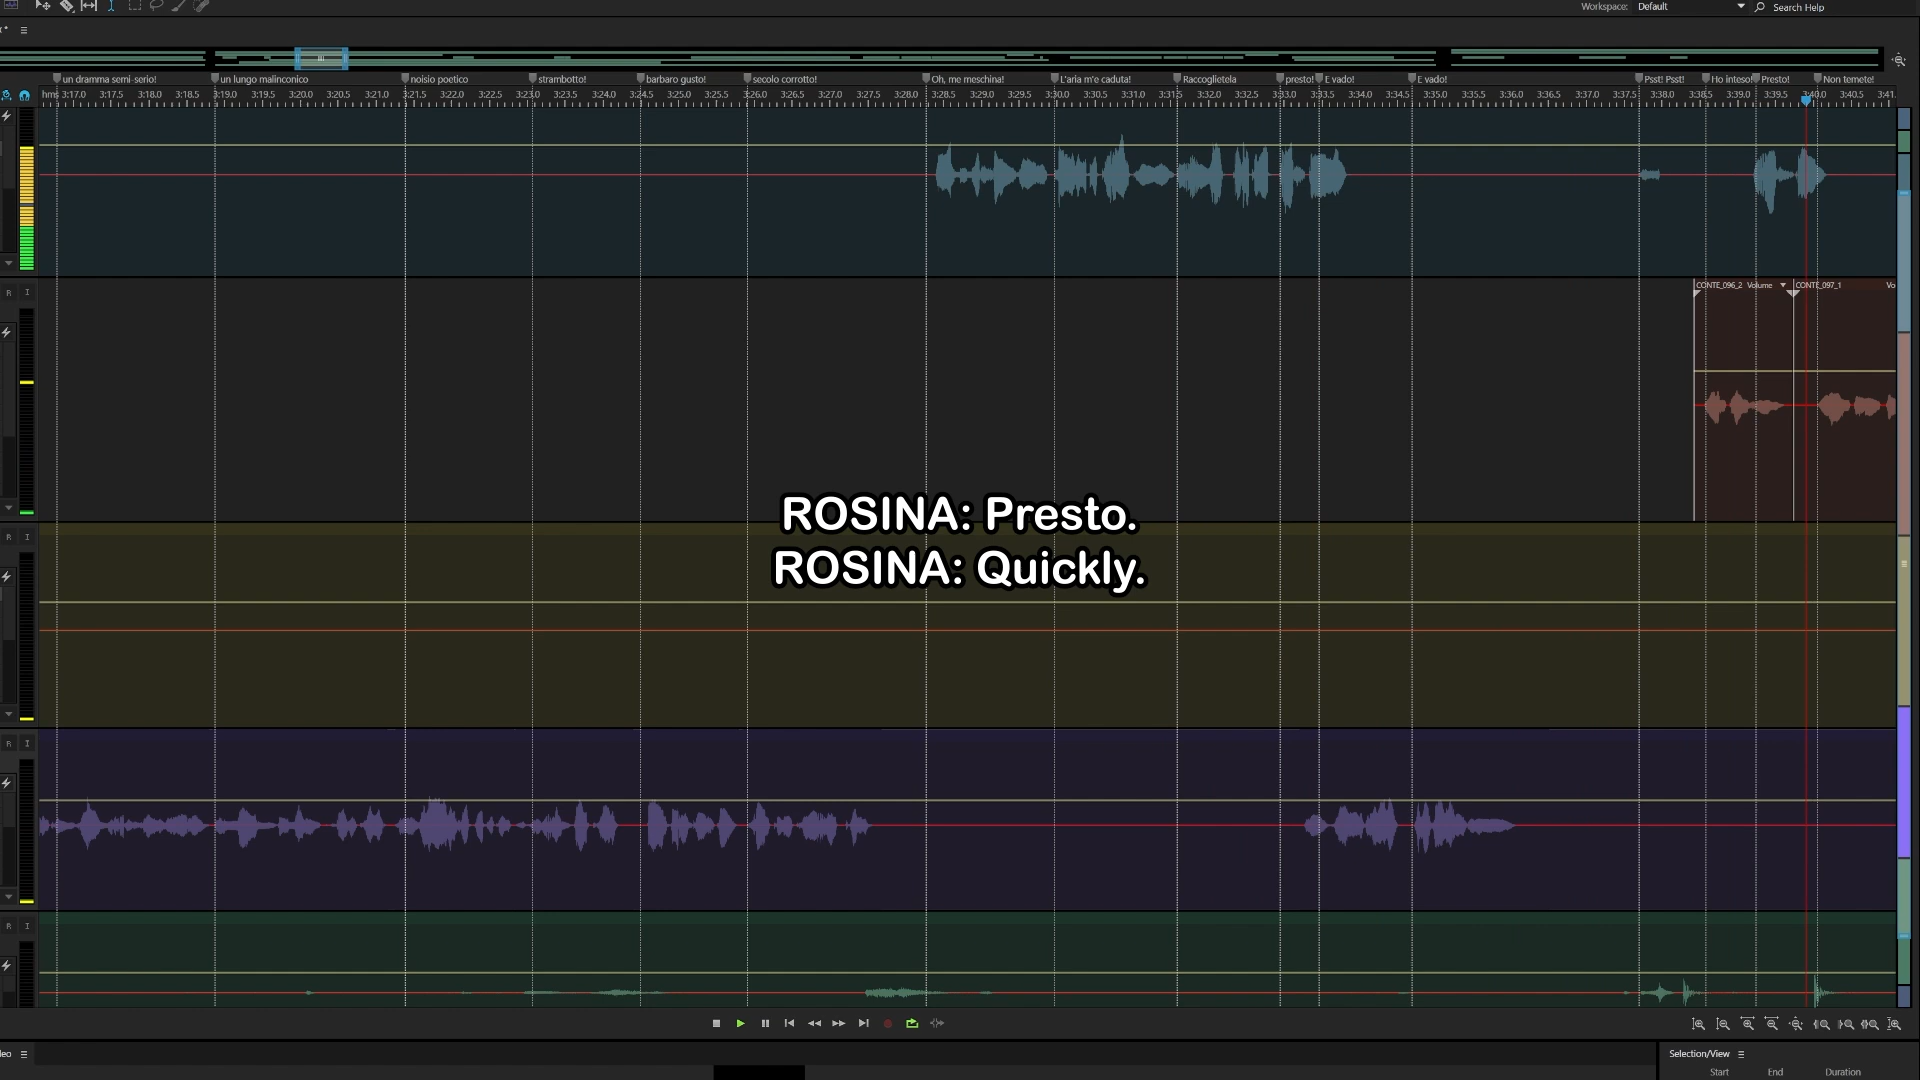 Workspace: Default Search Help
un dramma semi-serio! un lungo malinconico noisio poetico strambotto! barbaro gusto! secolo corrotto! Oh, me meschina! L'aria m'e caduta! Raccoglietela presto! E vado! E vado! Psst! Psst! Ho inteso! Presto! Non temete!
hms 3:17.0 3:17.5 3:18.0 3:18.5 3:19.0 3:19.5 3:20.0 3:20.5 3:21.0 3:21.5 3:22.0 3:22.5 3:23.0 3:23.5 3:24.0 3:24.5 3:25.0 3:25.5 3:26.0 3:26.5 3:27.0 3:27.5 3:28.0 3:28.5 3:29.0 3:29.5 3:30.0 3:30.5 3:31.0 3:31.5 3:32.0 3:32.5 3:33.0 3:33.5 3:34.0 3:34.5 3:35.0 3:35.5 3:36.0 3:36.5 3:37.0 3:37.5 3:38.0 3:38.5 3:39.0 3:39.5 3:40.0 3:40.5 3:41.
R I
CONTE_096_2 Volume CONTE_097_1 Vo
ROSINA: Presto.
R I
ROSINA: Quickly.
R I
R I
Selection/View
Start End Duration